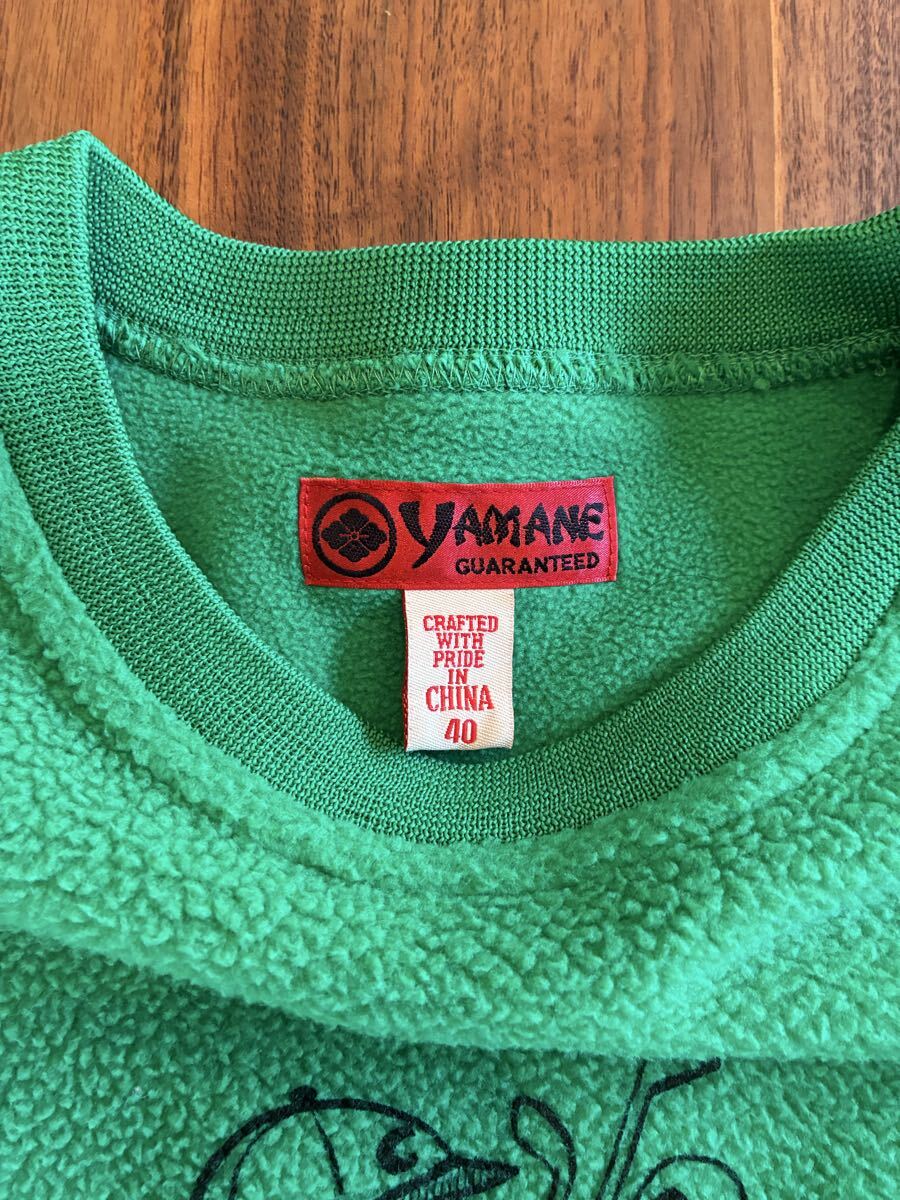 YAMANE
GUARANTEED
CRAFTED
WITH
PRIDE
IN
CHINA
40